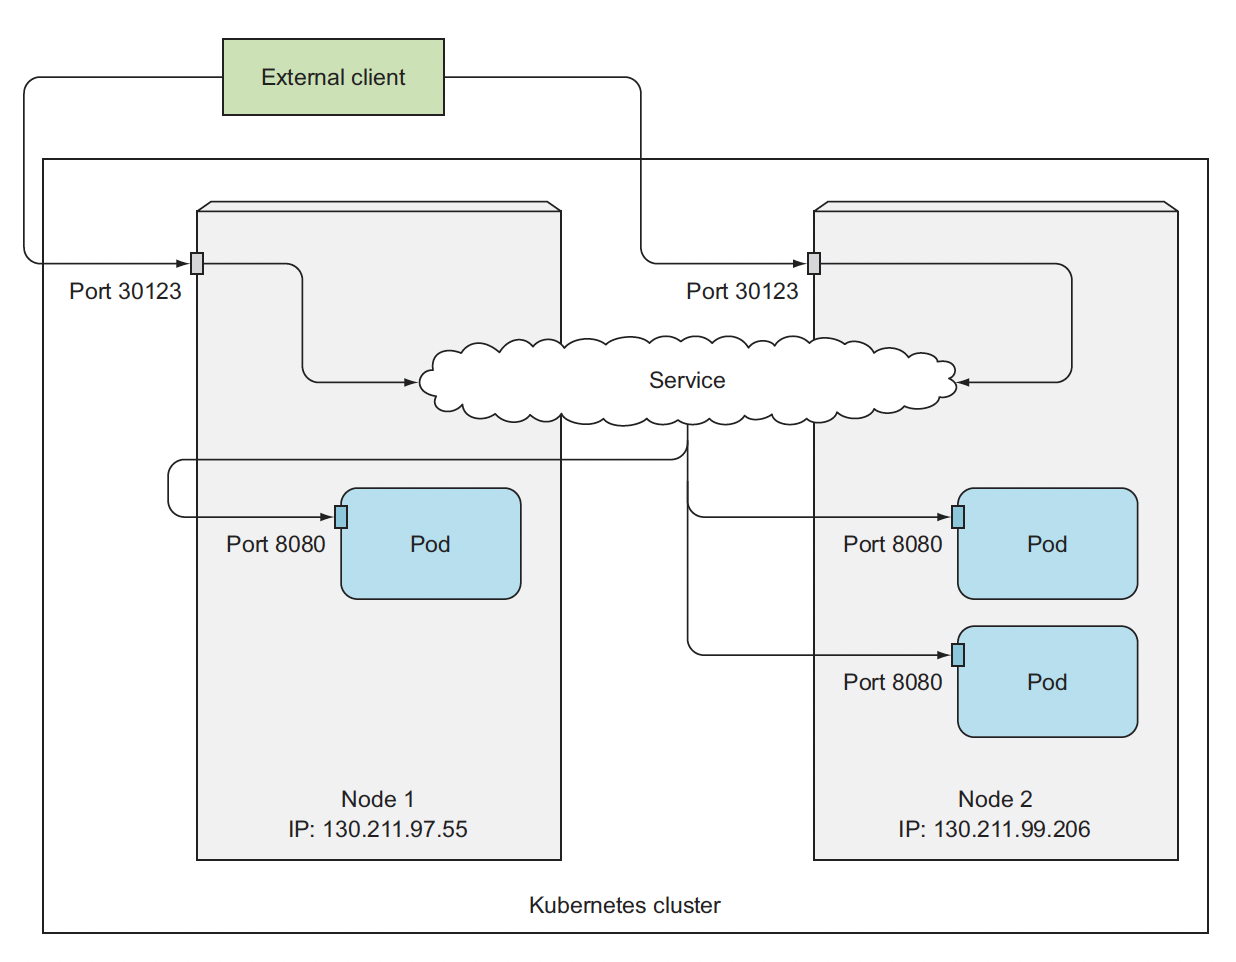 External client
Port 30123
Port 30123
Service
Port 8080
Pod
Port 8080
Pod
Port 8080
Pod
Node 1
IP: 130.211.97.55
Node 2
IP: 130.211.99.206
Kubernetes cluster